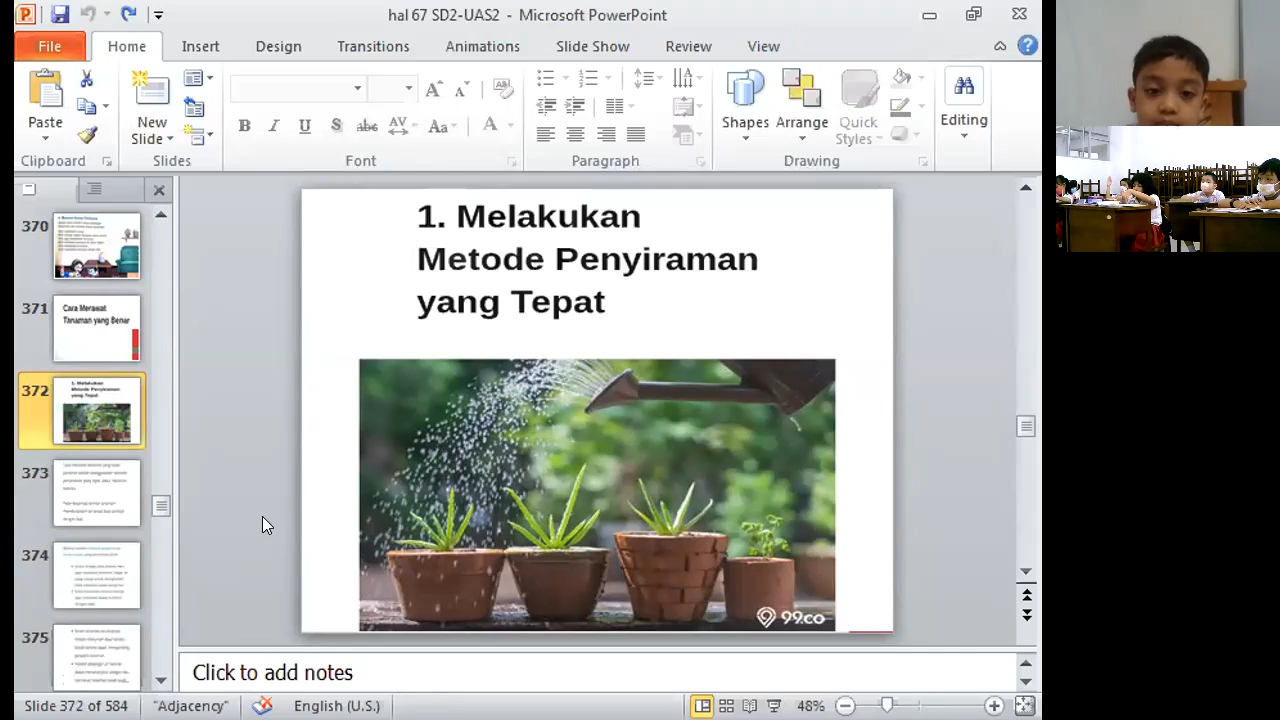 hal 67 SD2-UAS2 - Microsoft PowerPoint
File Home Insert Design Transitions Animations Slide Show Review View
Paste
New
Slide
Shapes
Arrange
Quick
Styles
Editing
Clipboard Slides Font Paragraph Drawing
370
371
Cara Merawat
Tanaman yang Benar
372
1. Melakukan
Metode Penyiraman
yang Tepat
373
374
375
1. Melakukan
Metode Penyiraman
yang Tepat
99.co
Click to add notes
Slide 372 of 584 "Adjacency" English (U.S.) 48%